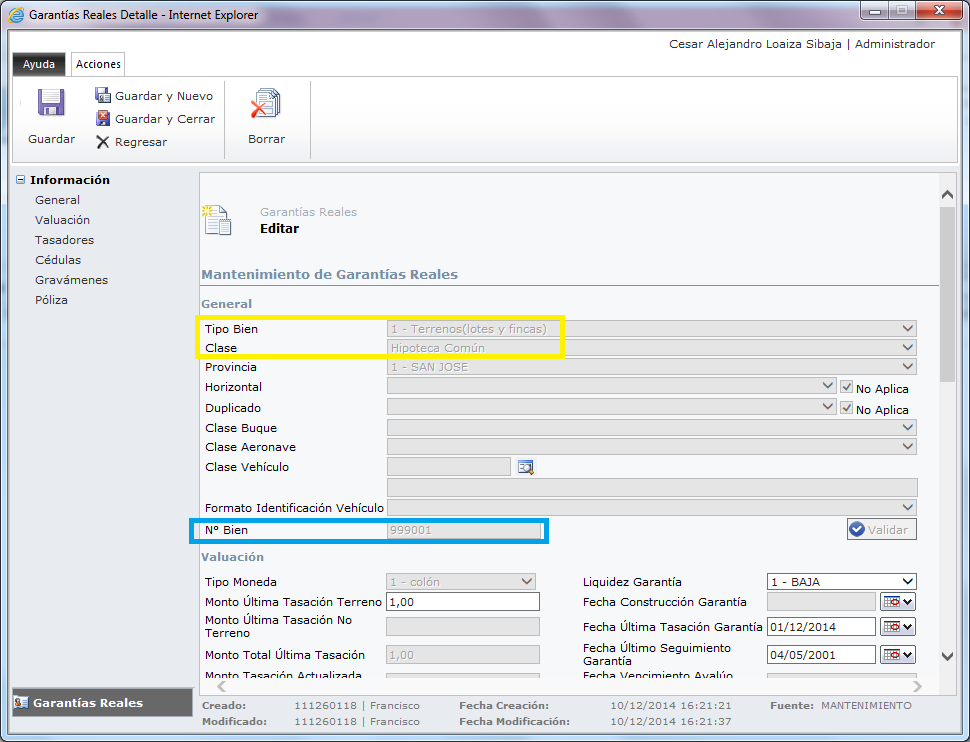 Garantías Reales Detalle - Internet Explorer
Cesar Alejandro Loaiza Sibaja | Administrador
Ayuda Acciones
Guardar
Guardar y Nuevo
Guardar y Cerrar
Regresar
Borrar
Información
General
Valuación
Tasadores
Cédulas
Gravámenes
Póliza
Garantías Reales
Garantías Reales
Editar
Mantenimiento de Garantías Reales
General
Tipo Bien 1 - Terrenos(lotes y fincas)
Clase Hipoteca Común
Provincia 1 - SAN JOSE
Horizontal No Aplica
Duplicado No Aplica
Clase Buque
Clase Aeronave
Clase Vehículo
Formato Identificación Vehículo
Nº Bien 999001 Validar
Valuación
Tipo Moneda 1 - colón Liquidez Garantía 1 - BAJA
Monto Última Tasación Terreno 1,00 Fecha Construcción Garantía
Monto Última Tasación No
Terreno
Fecha Última Tasación Garantía 01/12/2014
Monto Total Última Tasación 1,00
Fecha Último Seguimiento
Garantía
04/05/2001
Monto Tasación Actualizada Fecha Vencimiento Avalúo
Creado: 111260118 | Francisco Fecha Creación: 10/12/2014 16:21:21 Fuente: MANTENIMIENTO
Modificado: 111260118 | Francisco Fecha Modificación: 10/12/2014 16:21:37